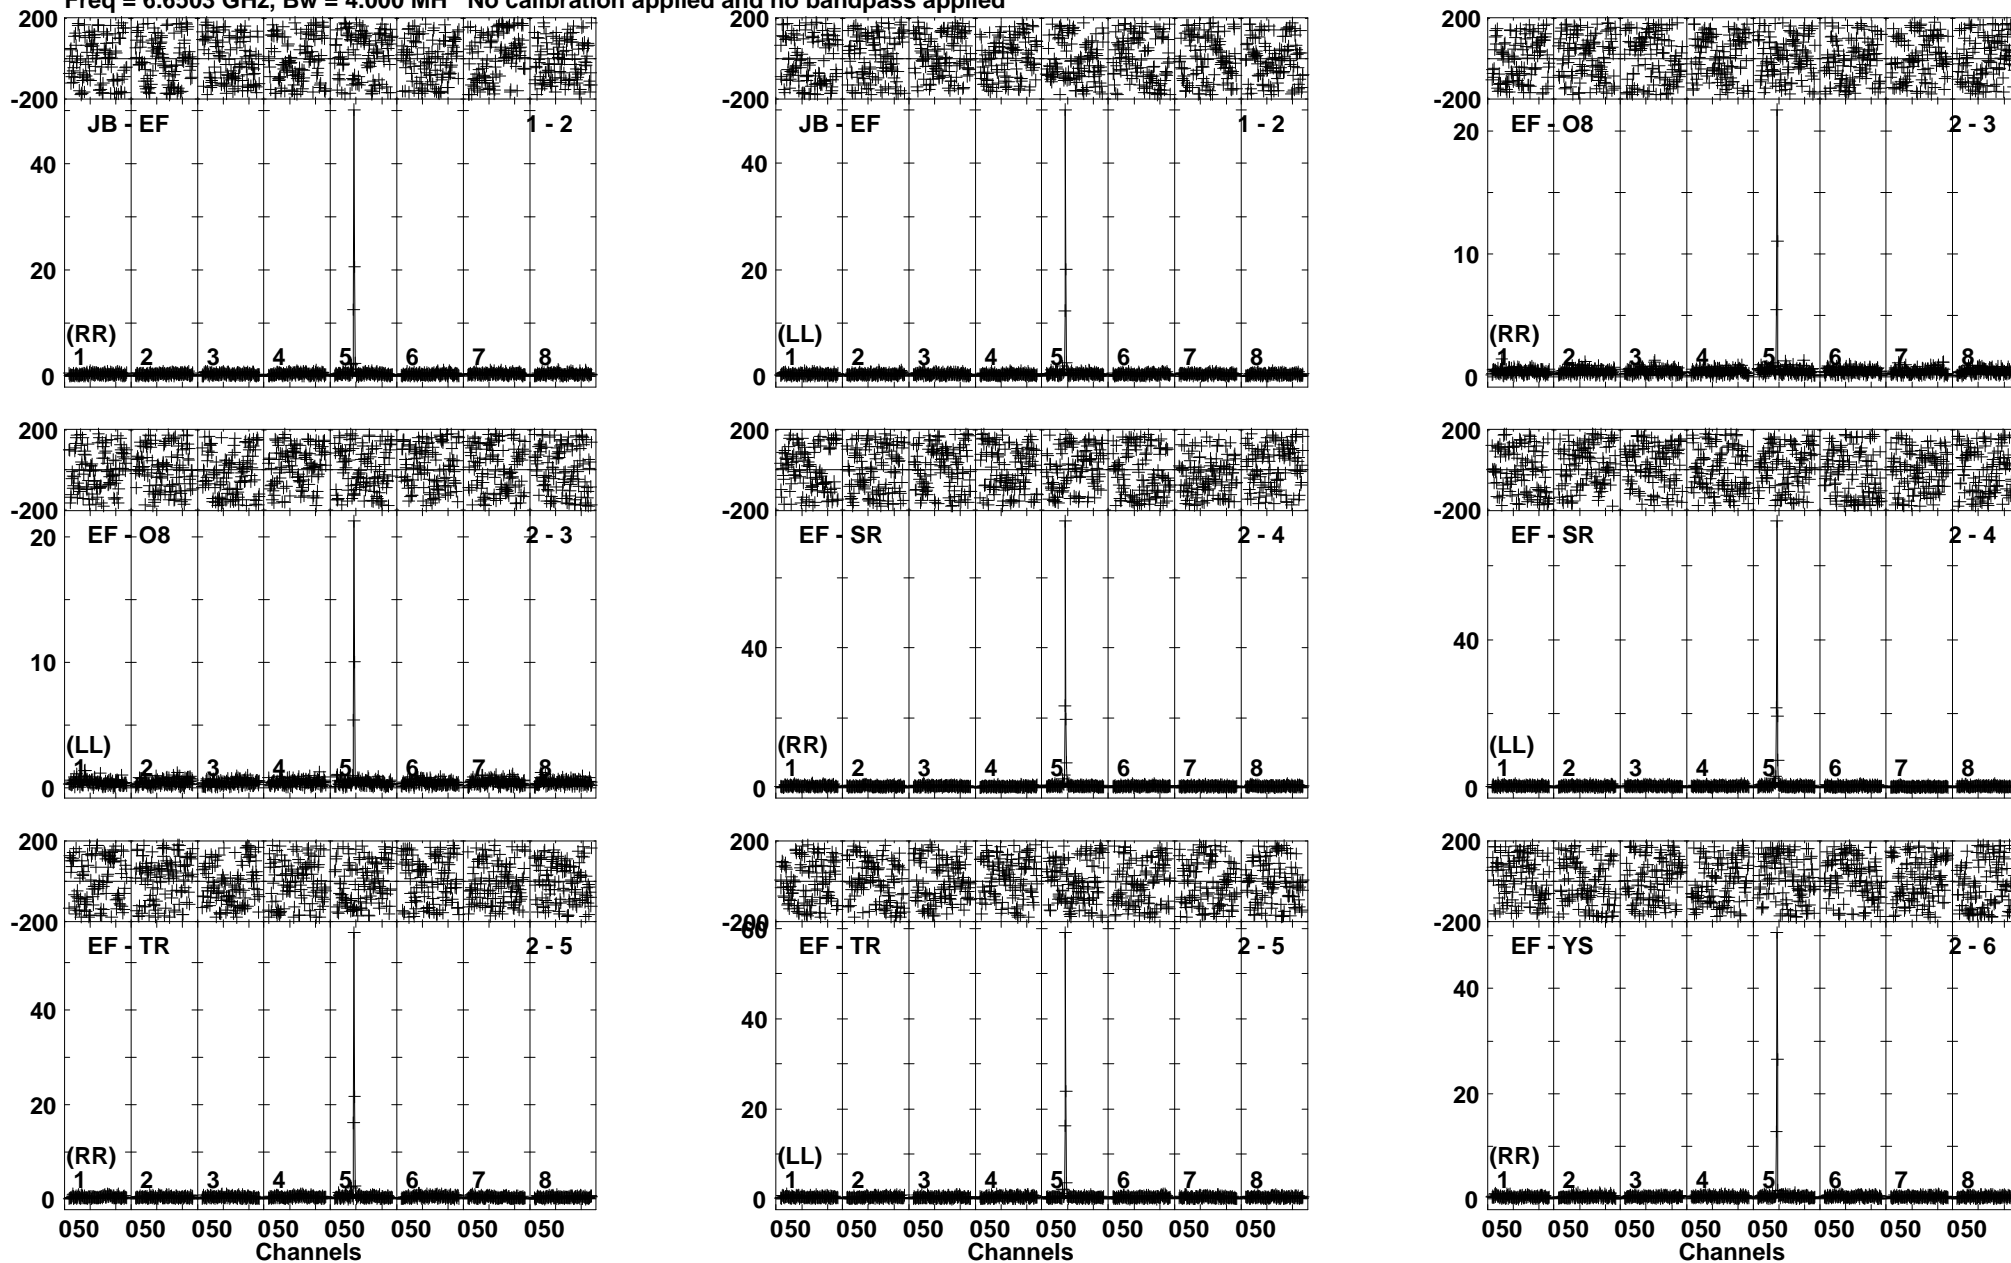 Freq = 6.6503 GHz, Bw = 4.000 MH No calibration applied and no bandpass applied
200
-200
JB - EF 1 - 2
40
20
(RR)
1 2 3 4 5 6 7 8
0
200
-200
JB - EF 1 - 2
40
20
(LL)
1 2 3 4 5 6 7 8
0
200
-200
EF - O8 2 - 3
20
10
(RR)
1 2 3 4 5 6 7 8
0
200
-200
EF - O8 2 - 3
20
10
(LL)
1 2 3 4 5 6 7 8
0
200
-200
EF - SR 2 - 4
40
(RR)
1 2 3 4 5 6 7 8
0
200
-200
EF - SR 2 - 4
40
(LL)
1 2 3 4 5 6 7 8
0
200
-200
EF - TR 2 - 5
40
20
(RR)
1 2 3 4 5 6 7 8
0
050 050 050 050 050 050 050 050
Channels
200
-200
60
EF - TR 2 - 5
40
20
(LL)
1 2 3 4 5 6 7 8
0
050 050 050 050 050 050 050 050
Channels
200
-200
EF - YS 2 - 6
40
20
(RR)
1 2 3 4 5 6 7 8
0
050 050 050 050 050 050 050 050
Channels